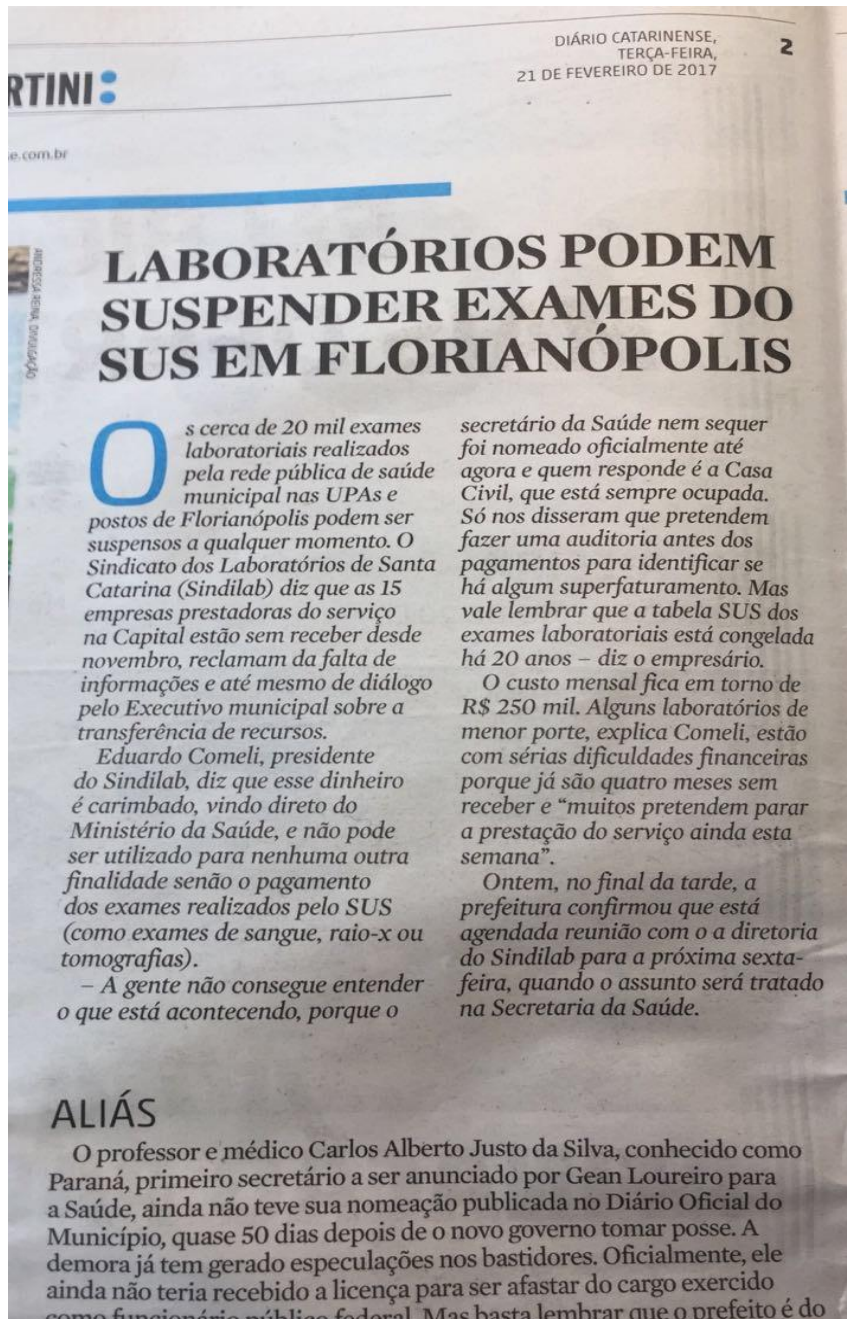 RTINI:
e.com.br
DIÁRIO CATARINENSE,
TERÇA-FEIRA,
21 DE FEVEREIRO DE 2017
2
ANDRESSA REINA, DIVULGAÇÃO
LABORATÓRIOS PODEM
SUSPENDER EXAMES DO
SUS EM FLORIANÓPOLIS
Os cerca de 20 mil exames
laboratoriais realizados
pela rede pública de saúde
municipal nas UPAs e
postos de Florianópolis podem ser
suspensos a qualquer momento. O
Sindicato dos Laboratórios de Santa
Catarina (Sindilab) diz que as 15
empresas prestadoras do serviço
na Capital estão sem receber desde
novembro, reclamam da falta de
informações e até mesmo de diálogo
pelo Executivo municipal sobre a
transferência de recursos.
Eduardo Comeli, presidente
do Sindilab, diz que esse dinheiro
é carimbado, vindo direto do
Ministério da Saúde, e não pode
ser utilizado para nenhuma outra
finalidade senão o pagamento
dos exames realizados pelo SUS
(como exames de sangue, raio-x ou
tomografias).
– A gente não consegue entender
o que está acontecendo, porque o
secretário da Saúde nem sequer
foi nomeado oficialmente até
agora e quem responde é a Casa
Civil, que está sempre ocupada.
Só nos disseram que pretendem
fazer uma auditoria antes dos
pagamentos para identificar se
há algum superfaturamento. Mas
vale lembrar que a tabela SUS dos
exames laboratoriais está congelada
há 20 anos – diz o empresário.
O custo mensal fica em torno de
R$ 250 mil. Alguns laboratórios de
menor porte, explica Comeli, estão
com sérias dificuldades financeiras
porque já são quatro meses sem
receber e “muitos pretendem parar
a prestação do serviço ainda esta
semana”.
Ontem, no final da tarde, a
prefeitura confirmou que está
agendada reunião com o a diretoria
do Sindilab para a próxima sexta-
feira, quando o assunto será tratado
na Secretaria da Saúde.
ALIÁS
O professor e médico Carlos Alberto Justo da Silva, conhecido como
Paraná, primeiro secretário a ser anunciado por Gean Loureiro para
a Saúde, ainda não teve sua nomeação publicada no Diário Oficial do
Município, quase 50 dias depois de o novo governo tomar posse. A
demora já tem gerado especulações nos bastidores. Oficialmente, ele
ainda não teria recebido a licença para ser afastar do cargo exercido
como funcionário público federal. Mas basta lembrar que o prefeito é do